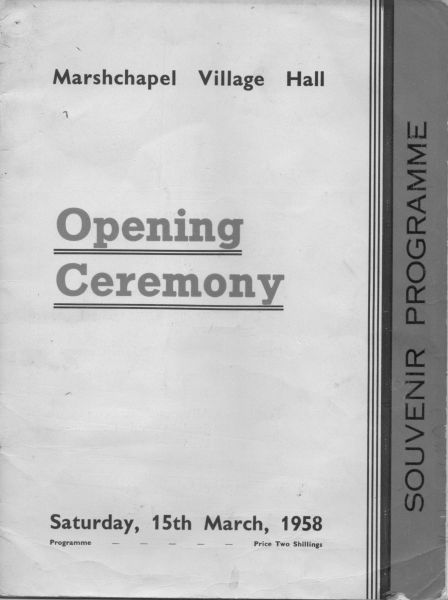 Marshchapel Village Hall
Opening
Ceremony
Saturday, 15th March, 1958
Programme — — — — — Price Two Shillings
SOUVENIR PROGRAMME